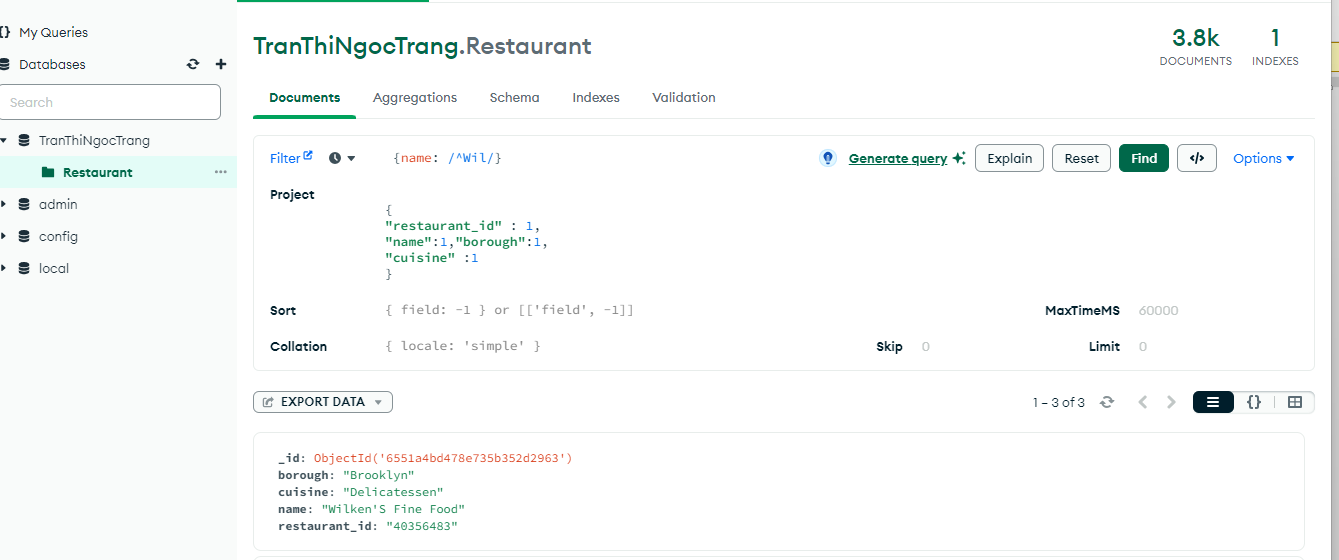 My Queries
Databases
Search
TranThiNgocTrang
Restaurant
admin
config
local
TranThiNgocTrang.Restaurant
3.8k
DOCUMENTS
1
INDEXES
Documents Aggregations Schema Indexes Validation
Filter {name: /^Wil/} Generate query Explain Reset Find </> Options
Project
{
"restaurant_id" : 1,
"name":1,"borough":1,
"cuisine" :1
}
Sort { field: -1 } or [['field', -1]] MaxTimeMS 60000
Collation { locale: 'simple' } Skip 0 Limit 0
EXPORT DATA 1 – 3 of 3 {}
_id: ObjectId('6551a4bd478e735b352d2963')
borough: "Brooklyn"
cuisine: "Delicatessen"
name: "Wilken'S Fine Food"
restaurant_id: "40356483"